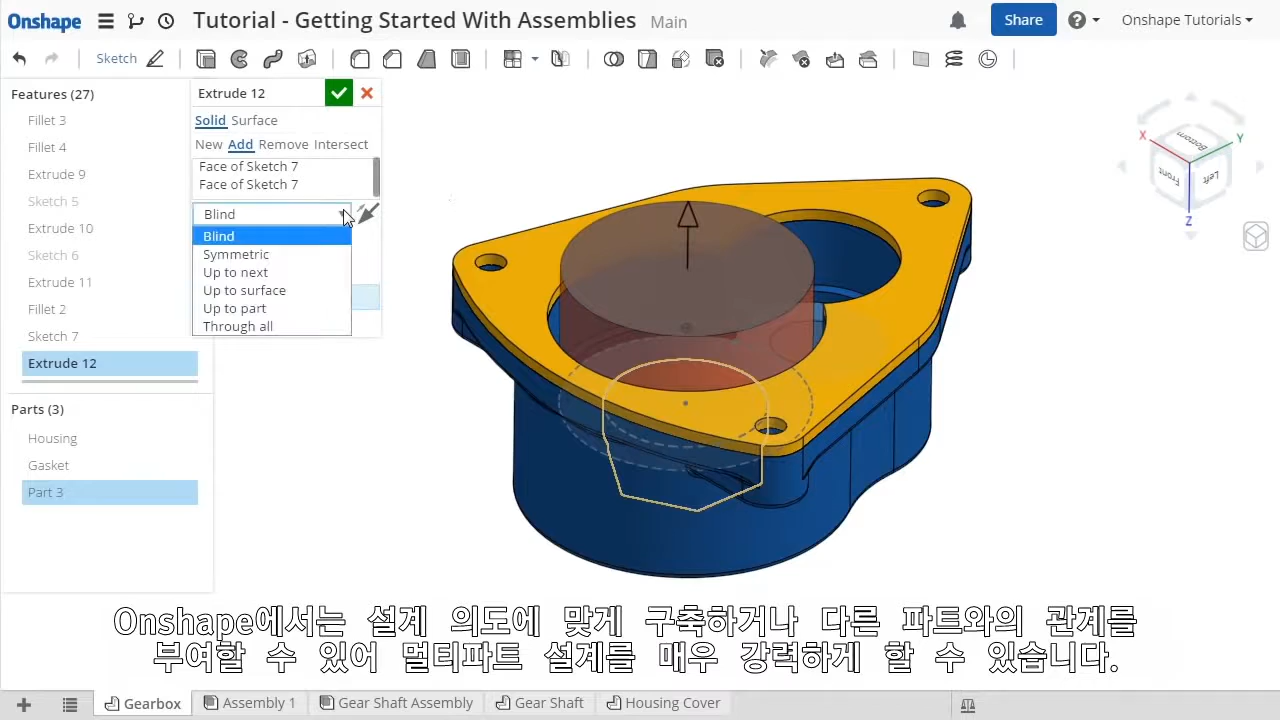 Onshape
Tutorial - Getting Started With Assemblies Main
Share
Onshape Tutorials
Sketch
Features (27)
Fillet 3
Fillet 4
Extrude 9
Sketch 5
Extrude 10
Sketch 6
Extrude 11
Fillet 2
Sketch 7
Extrude 12
Parts (3)
Housing
Gasket
Part 3
Extrude 12
Solid Surface
New Add Remove Intersect
Face of Sketch 7
Face of Sketch 7
Blind
Blind
Symmetric
Up to next
Up to surface
Up to part
Through all
X
Y
Bottom
Front
Left
Z
Onshape에서는 설계 의도에 맞게 구축하거나 다른 파트와의 관계를
부여할 수 있어 멀티파트 설계를 매우 강력하게 할 수 있습니다.
Gearbox
Assembly 1
Gear Shaft Assembly
Gear Shaft
Housing Cover